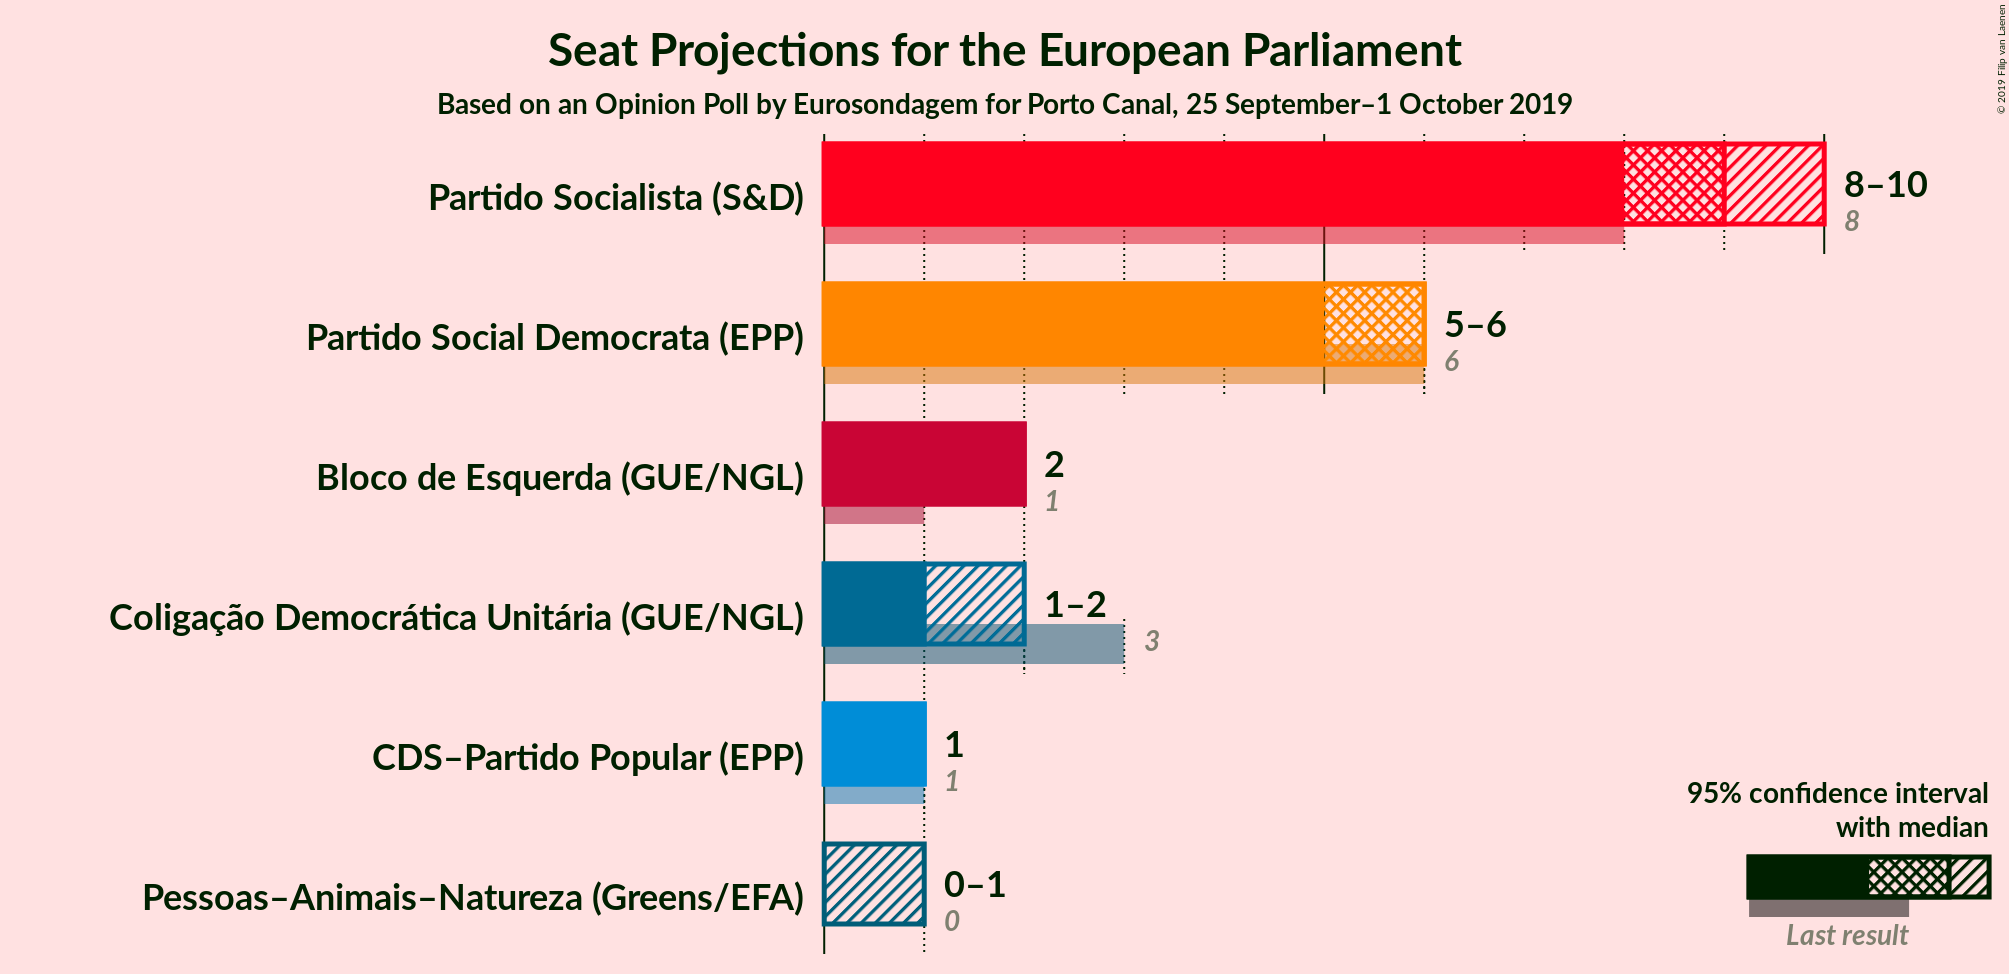 Seat Projections for the European Parliament
Based on an Opinion Poll by Eurosondagem for Porto Canal, 25 September–1 October 2019
© 2019 Filip van Laenen
Partido Socialista (S&D)
8–10
8
Partido Social Democrata (EPP)
5–6
6
Bloco de Esquerda (GUE/NGL)
2
1
Coligação Democrática Unitária (GUE/NGL)
1–2
3
CDS–Partido Popular (EPP)
1
1
Pessoas–Animais–Natureza (Greens/EFA)
0–1
0
95% confidence interval
with median
Last result